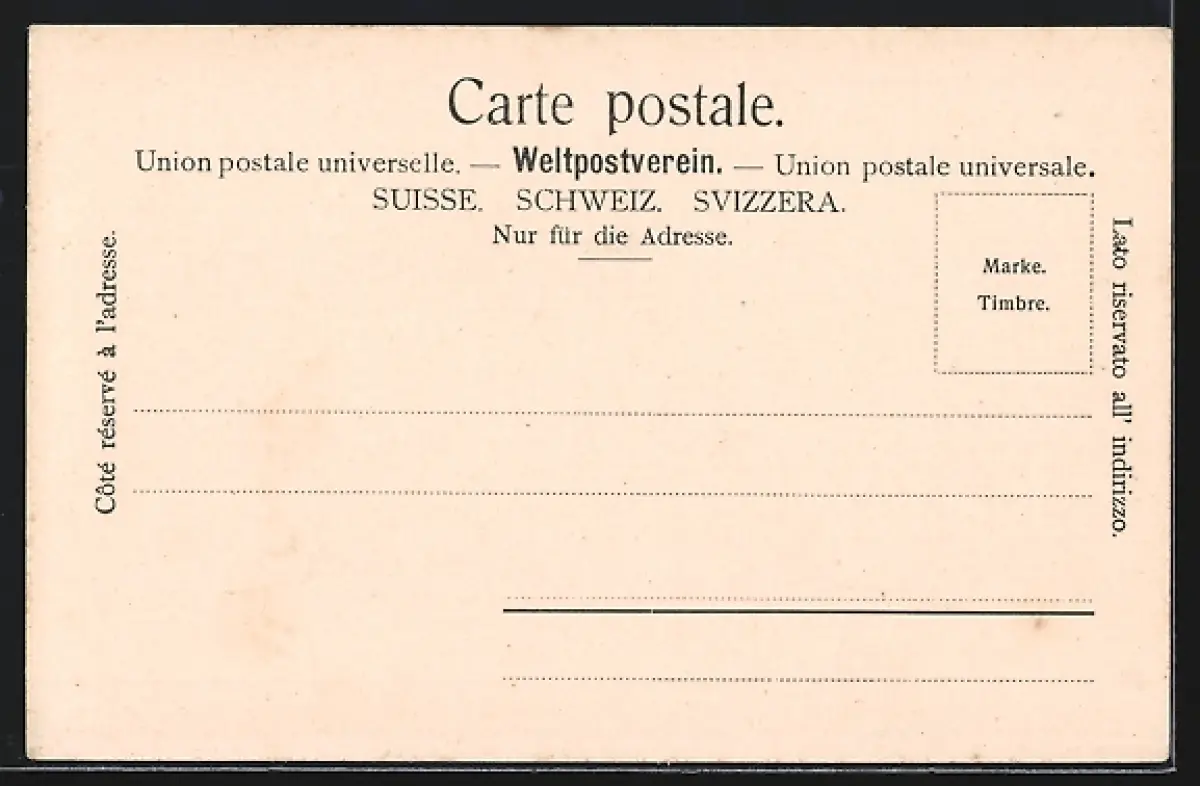 Carte postale.
Union postale universelle. — Weltpostverein. — Union postale universale.
SUISSE. SCHWEIZ. SVIZZERA.
Nur für die Adresse.
Marke.
Timbre.
Côté réservé à l'adresse.
Lato riservato all' indirizzo.